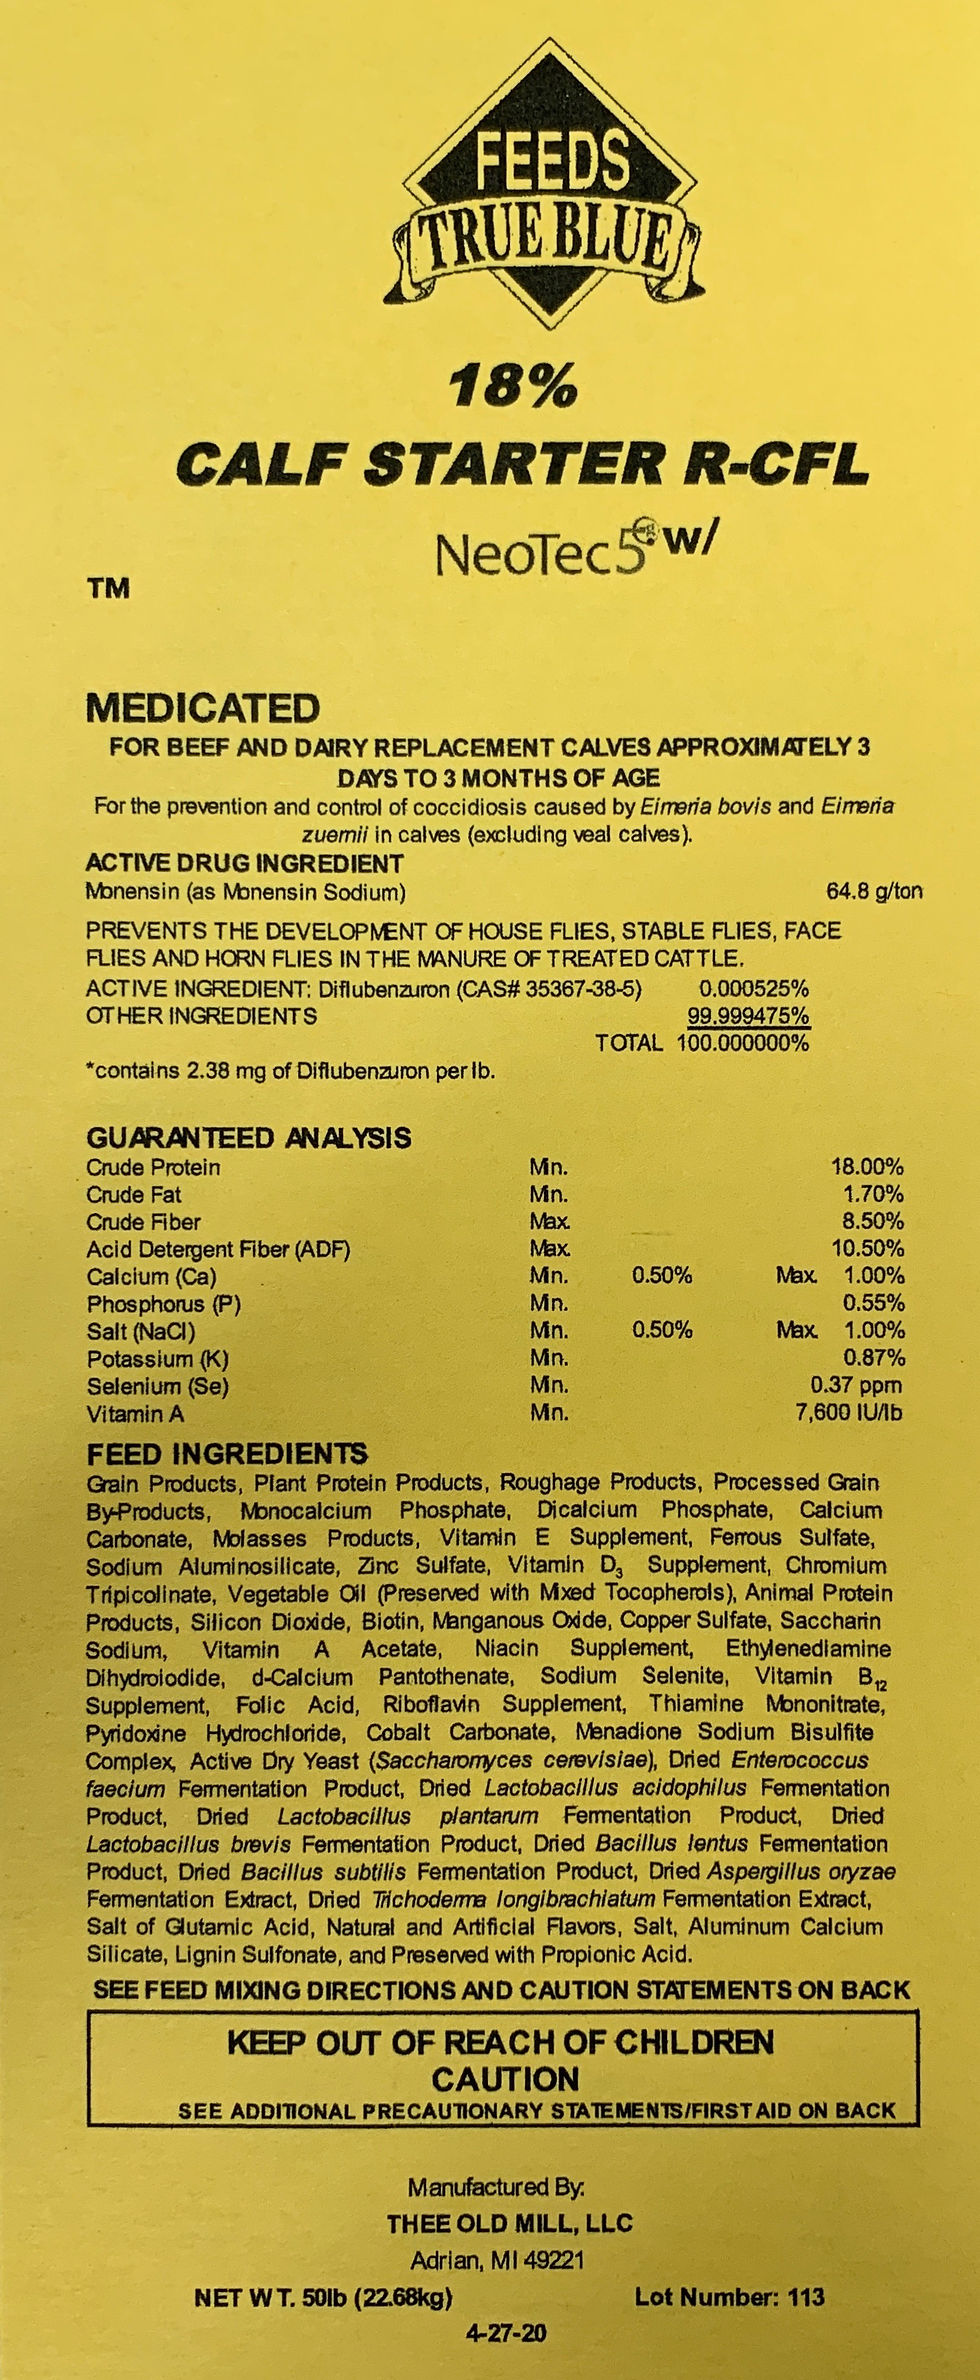 FEEDS
TRUE BLUE
18%
CALF STARTER R-CFL
NeoTec5 w/
TM
MEDICATED
FOR BEEF AND DAIRY REPLACEMENT CALVES APPROXIMATELY 3
DAYS TO 3 MONTHS OF AGE
For the prevention and control of coccidiosis caused by Eimeria bovis and Eimeria
zuernii in calves (excluding veal calves).
ACTIVE DRUG INGREDIENT
Monensin (as Monensin Sodium) 64.8 g/ton
PREVENTS THE DEVELOPMENT OF HOUSE FLIES, STABLE FLIES, FACE
FLIES AND HORN FLIES IN THE MANURE OF TREATED CATTLE.
ACTIVE INGREDIENT: Diflubenzuron (CAS# 35367-38-5) 0.000525%
OTHER INGREDIENTS 99.999475%
TOTAL 100.000000%
*contains 2.38 mg of Diflubenzuron per lb.
GUARANTEED ANALYSIS
Crude Protein Min. 18.00%
Crude Fat Min. 1.70%
Crude Fiber Max. 8.50%
Acid Detergent Fiber (ADF) Max. 10.50%
Calcium (Ca) Min. 0.50% Max. 1.00%
Phosphorus (P) Min. 0.55%
Salt (NaCl) Min. 0.50% Max. 1.00%
Potassium (K) Min. 0.87%
Selenium (Se) Min. 0.37 ppm
Vitamin A Min. 7,600 IU/lb
FEED INGREDIENTS
Grain Products, Plant Protein Products, Roughage Products, Processed Grain
By-Products, Monocalcium Phosphate, Dicalcium Phosphate, Calcium
Carbonate, Molasses Products, Vitamin E Supplement, Ferrous Sulfate,
Sodium Aluminosilicate, Zinc Sulfate, Vitamin D3 Supplement, Chromium
Tripicolinate, Vegetable Oil (Preserved with Mixed Tocopherols), Animal Protein
Products, Silicon Dioxide, Biotin, Manganous Oxide, Copper Sulfate, Saccharin
Sodium, Vitamin A Acetate, Niacin Supplement, Ethylenediamine
Dihydroiodide, d-Calcium Pantothenate, Sodium Selenite, Vitamin B12
Supplement, Folic Acid, Riboflavin Supplement, Thiamine Mononitrate,
Pyridoxine Hydrochloride, Cobalt Carbonate, Menadione Sodium Bisulfite
Complex, Active Dry Yeast (Saccharomyces cerevisiae), Dried Enterococcus
faecium Fermentation Product, Dried Lactobacillus acidophilus Fermentation
Product, Dried Lactobacillus plantarum Fermentation Product, Dried
Lactobacillus brevis Fermentation Product, Dried Bacillus lentus Fermentation
Product, Dried Bacillus subtilis Fermentation Product, Dried Aspergillus oryzae
Fermentation Extract, Dried Trichoderma longibrachiatum Fermentation Extract,
Salt of Glutamic Acid, Natural and Artificial Flavors, Salt, Aluminum Calcium
Silicate, Lignin Sulfonate, and Preserved with Propionic Acid.
SEE FEED MIXING DIRECTIONS AND CAUTION STATEMENTS ON BACK
KEEP OUT OF REACH OF CHILDREN
CAUTION
SEE ADDITIONAL PRECAUTIONARY STATEMENTS/FIRST AID ON BACK
Manufactured By:
THEE OLD MILL, LLC
Adrian, MI 49221
NET WT. 50lb (22.68kg) Lot Number: 113
4-27-20